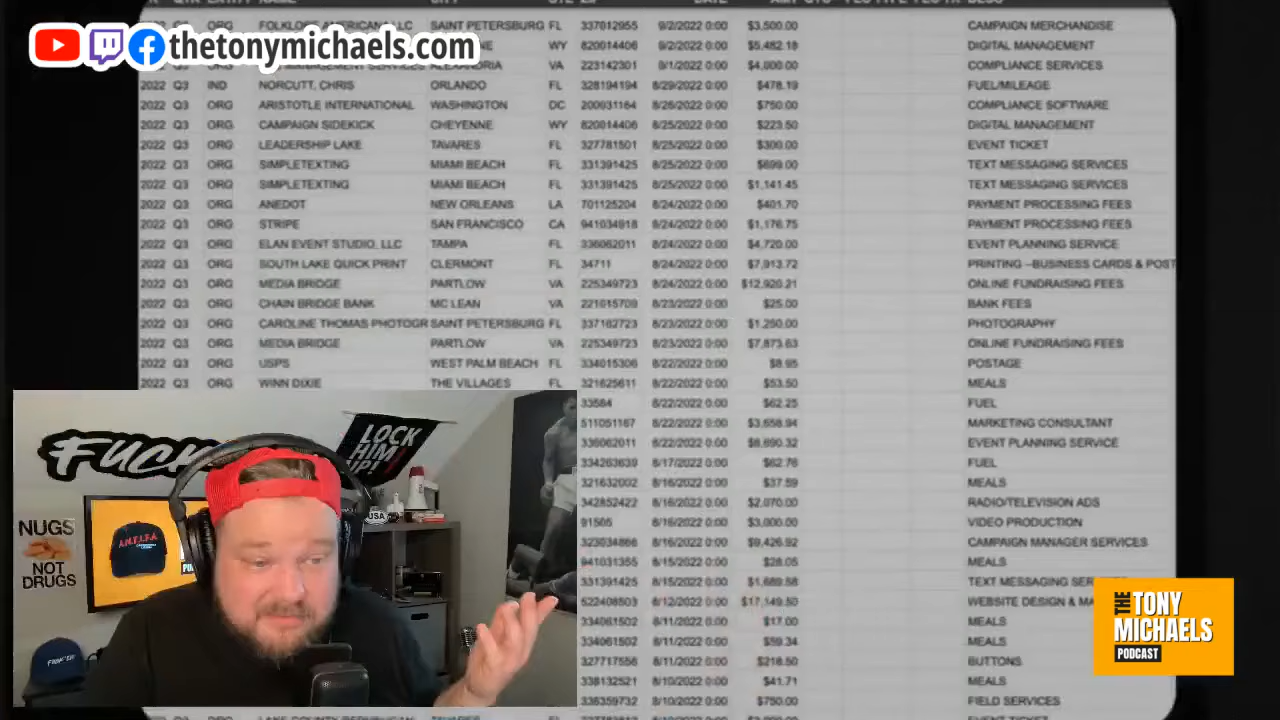 thetonymichaels.com
FOLKLORE AMERICAN LLC SAINT PETERSBURG FL 337012955 9/2/2022 0:00 $3,500.00 CAMPAIGN MERCHANDISE
WY 820014406 9/2/2022 0:00 $5,482.18 DIGITAL MANAGEMENT
MANAGEMENT SERVICES ALEXANDRIA VA 223142301 9/1/2022 0:00 $4,000.00 COMPLIANCE SERVICES
2022 Q3 IND NORCUTT, CHRIS ORLANDO FL 328194194 8/29/2022 0:00 $478.19 FUEL/MILEAGE
2022 Q3 ORG ARISTOTLE INTERNATIONAL WASHINGTON DC 200031164 8/26/2022 0:00 $750.00 COMPLIANCE SOFTWARE
2022 Q3 ORG CAMPAIGN SIDEKICK CHEYENNE WY 820014406 8/25/2022 0:00 $223.50 DIGITAL MANAGEMENT
2022 Q3 ORG LEADERSHIP LAKE TAVARES FL 327781501 8/25/2022 0:00 $300.00 EVENT TICKET
2022 Q3 ORG SIMPLETEXTING MIAMI BEACH FL 331391425 8/25/2022 0:00 $699.00 TEXT MESSAGING SERVICES
2022 Q3 ORG SIMPLETEXTING MIAMI BEACH FL 331391425 8/25/2022 0:00 $1,141.45 TEXT MESSAGING SERVICES
2022 Q3 ORG ANEDOT NEW ORLEANS LA 701125204 8/24/2022 0:00 $401.70 PAYMENT PROCESSING FEES
2022 Q3 ORG STRIPE SAN FRANCISCO CA 941034918 8/24/2022 0:00 $1,176.75 PAYMENT PROCESSING FEES
2022 Q3 ORG ELAN EVENT STUDIO, LLC TAMPA FL 336062011 8/24/2022 0:00 $4,720.00 EVENT PLANNING SERVICE
2022 Q3 ORG SOUTH LAKE QUICK PRINT CLERMONT FL 34711 8/24/2022 0:00 $7,913.72 PRINTING --BUSINESS CARDS & POST
2022 Q3 ORG MEDIA BRIDGE PARTLOW VA 225349723 8/24/2022 0:00 $12,920.21 ONLINE FUNDRAISING FEES
2022 Q3 ORG CHAIN BRIDGE BANK MC LEAN VA 221015709 8/23/2022 0:00 $25.00 BANK FEES
2022 Q3 ORG CAROLINE THOMAS PHOTOGR SAINT PETERSBURG FL 337162723 8/23/2022 0:00 $1,250.00 PHOTOGRAPHY
2022 Q3 ORG MEDIA BRIDGE PARTLOW VA 225349723 8/23/2022 0:00 $7,873.63 ONLINE FUNDRAISING FEES
2022 Q3 ORG USPS WEST PALM BEACH FL 334015306 8/22/2022 0:00 $8.95 POSTAGE
2022 Q3 ORG WINN DIXIE THE VILLAGES FL 321625611 8/22/2022 0:00 $53.50 MEALS
33584 8/22/2022 0:00 $62.25 FUEL
511051167 8/22/2022 0:00 $3,658.94 MARKETING CONSULTANT
336062011 8/22/2022 0:00 $8,690.32 EVENT PLANNING SERVICE
334263639 8/17/2022 0:00 $62.76 FUEL
321632002 8/16/2022 0:00 $37.59 MEALS
342852422 8/16/2022 0:00 $2,070.00 RADIO/TELEVISION ADS
91505 8/16/2022 0:00 $3,000.00 VIDEO PRODUCTION
323034866 8/16/2022 0:00 $9,426.92 CAMPAIGN MANAGER SERVICES
941031355 8/15/2022 0:00 $28.05 MEALS
331391425 8/15/2022 0:00 $1,689.58 TEXT MESSAGING SER
522408503 8/12/2022 0:00 $17,149.50 WEBSITE DESIGN & MA
334061502 8/11/2022 0:00 $17.00 MEALS
334061502 8/11/2022 0:00 $59.34 MEALS
327717556 8/11/2022 0:00 $218.50 BUTTONS
338132521 8/10/2022 0:00 $41.71 MEALS
336359732 8/10/2022 0:00 $750.00 FIELD SERVICES
FUCK
LOCK
HIM
UP!
USA
NUGS
NOT
DRUGS
THE
TONY
MICHAELS
PODCAST